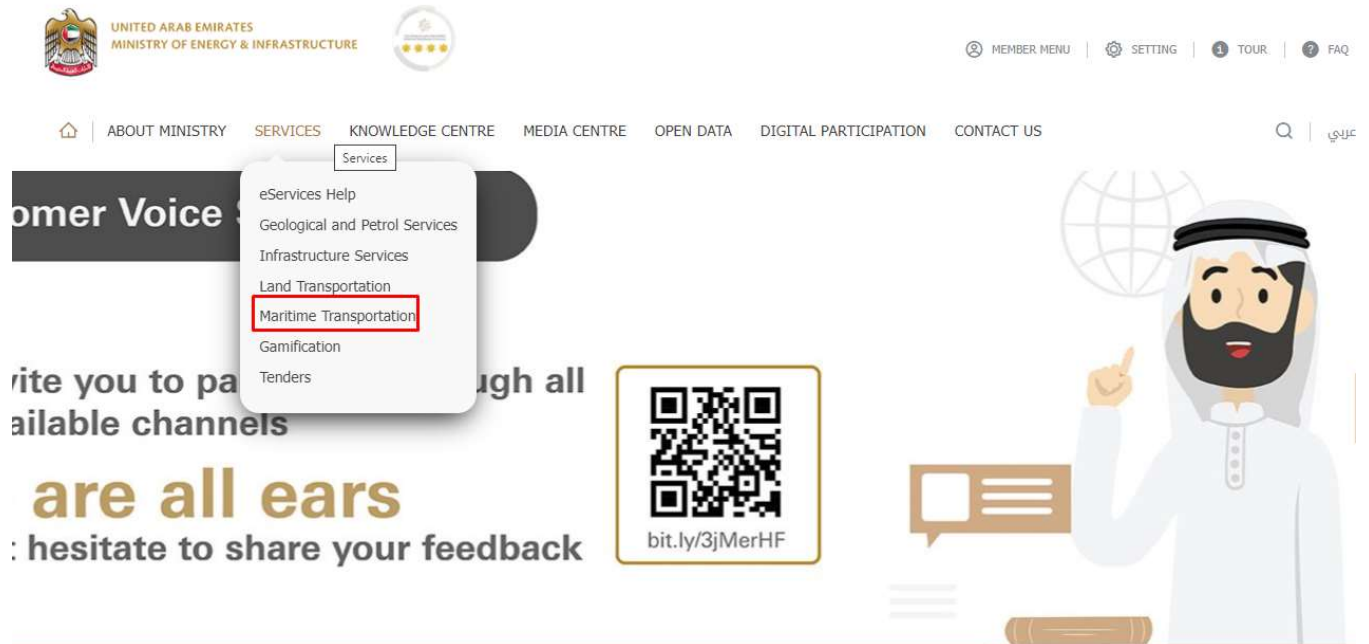 UNITED ARAB EMIRATES
MINISTRY OF ENERGY & INFRASTRUCTURE
MEMBER MENU | SETTING | 1 TOUR | ? FAQ
ABOUT MINISTRY SERVICES KNOWLEDGE CENTRE MEDIA CENTRE OPEN DATA DIGITAL PARTICIPATION CONTACT US عربي
Services
omer Voice
eServices Help
Geological and Petrol Services
Infrastructure Services
Land Transportation
Maritime Transportation
Gamification
Tenders
vite you to pa ugh all
ailable channels
are all ears
t hesitate to share your feedback
bit.ly/3jMerHF